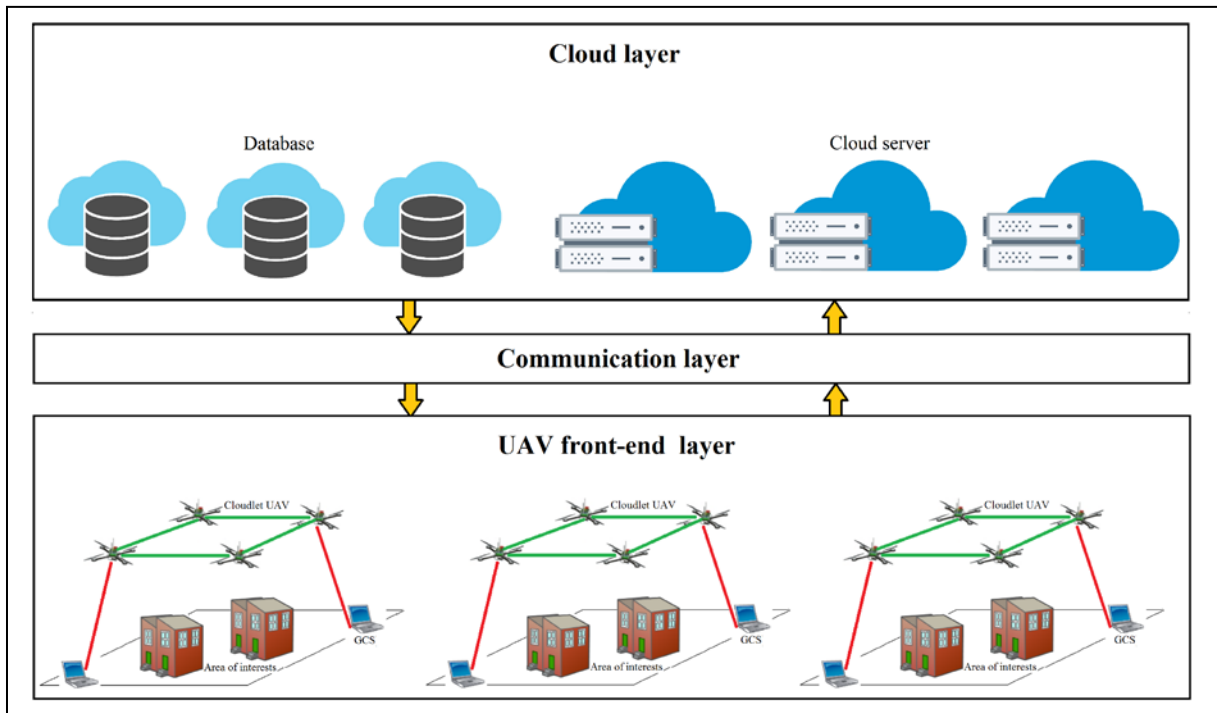 Cloud layer
Database
Cloud server
Communication layer
UAV front-end layer
Cloudlet UAV
Cloudlet UAV
Cloudlet UAV
GCS
GCS
GCS
Area of interests
Area of interests
Area of interests